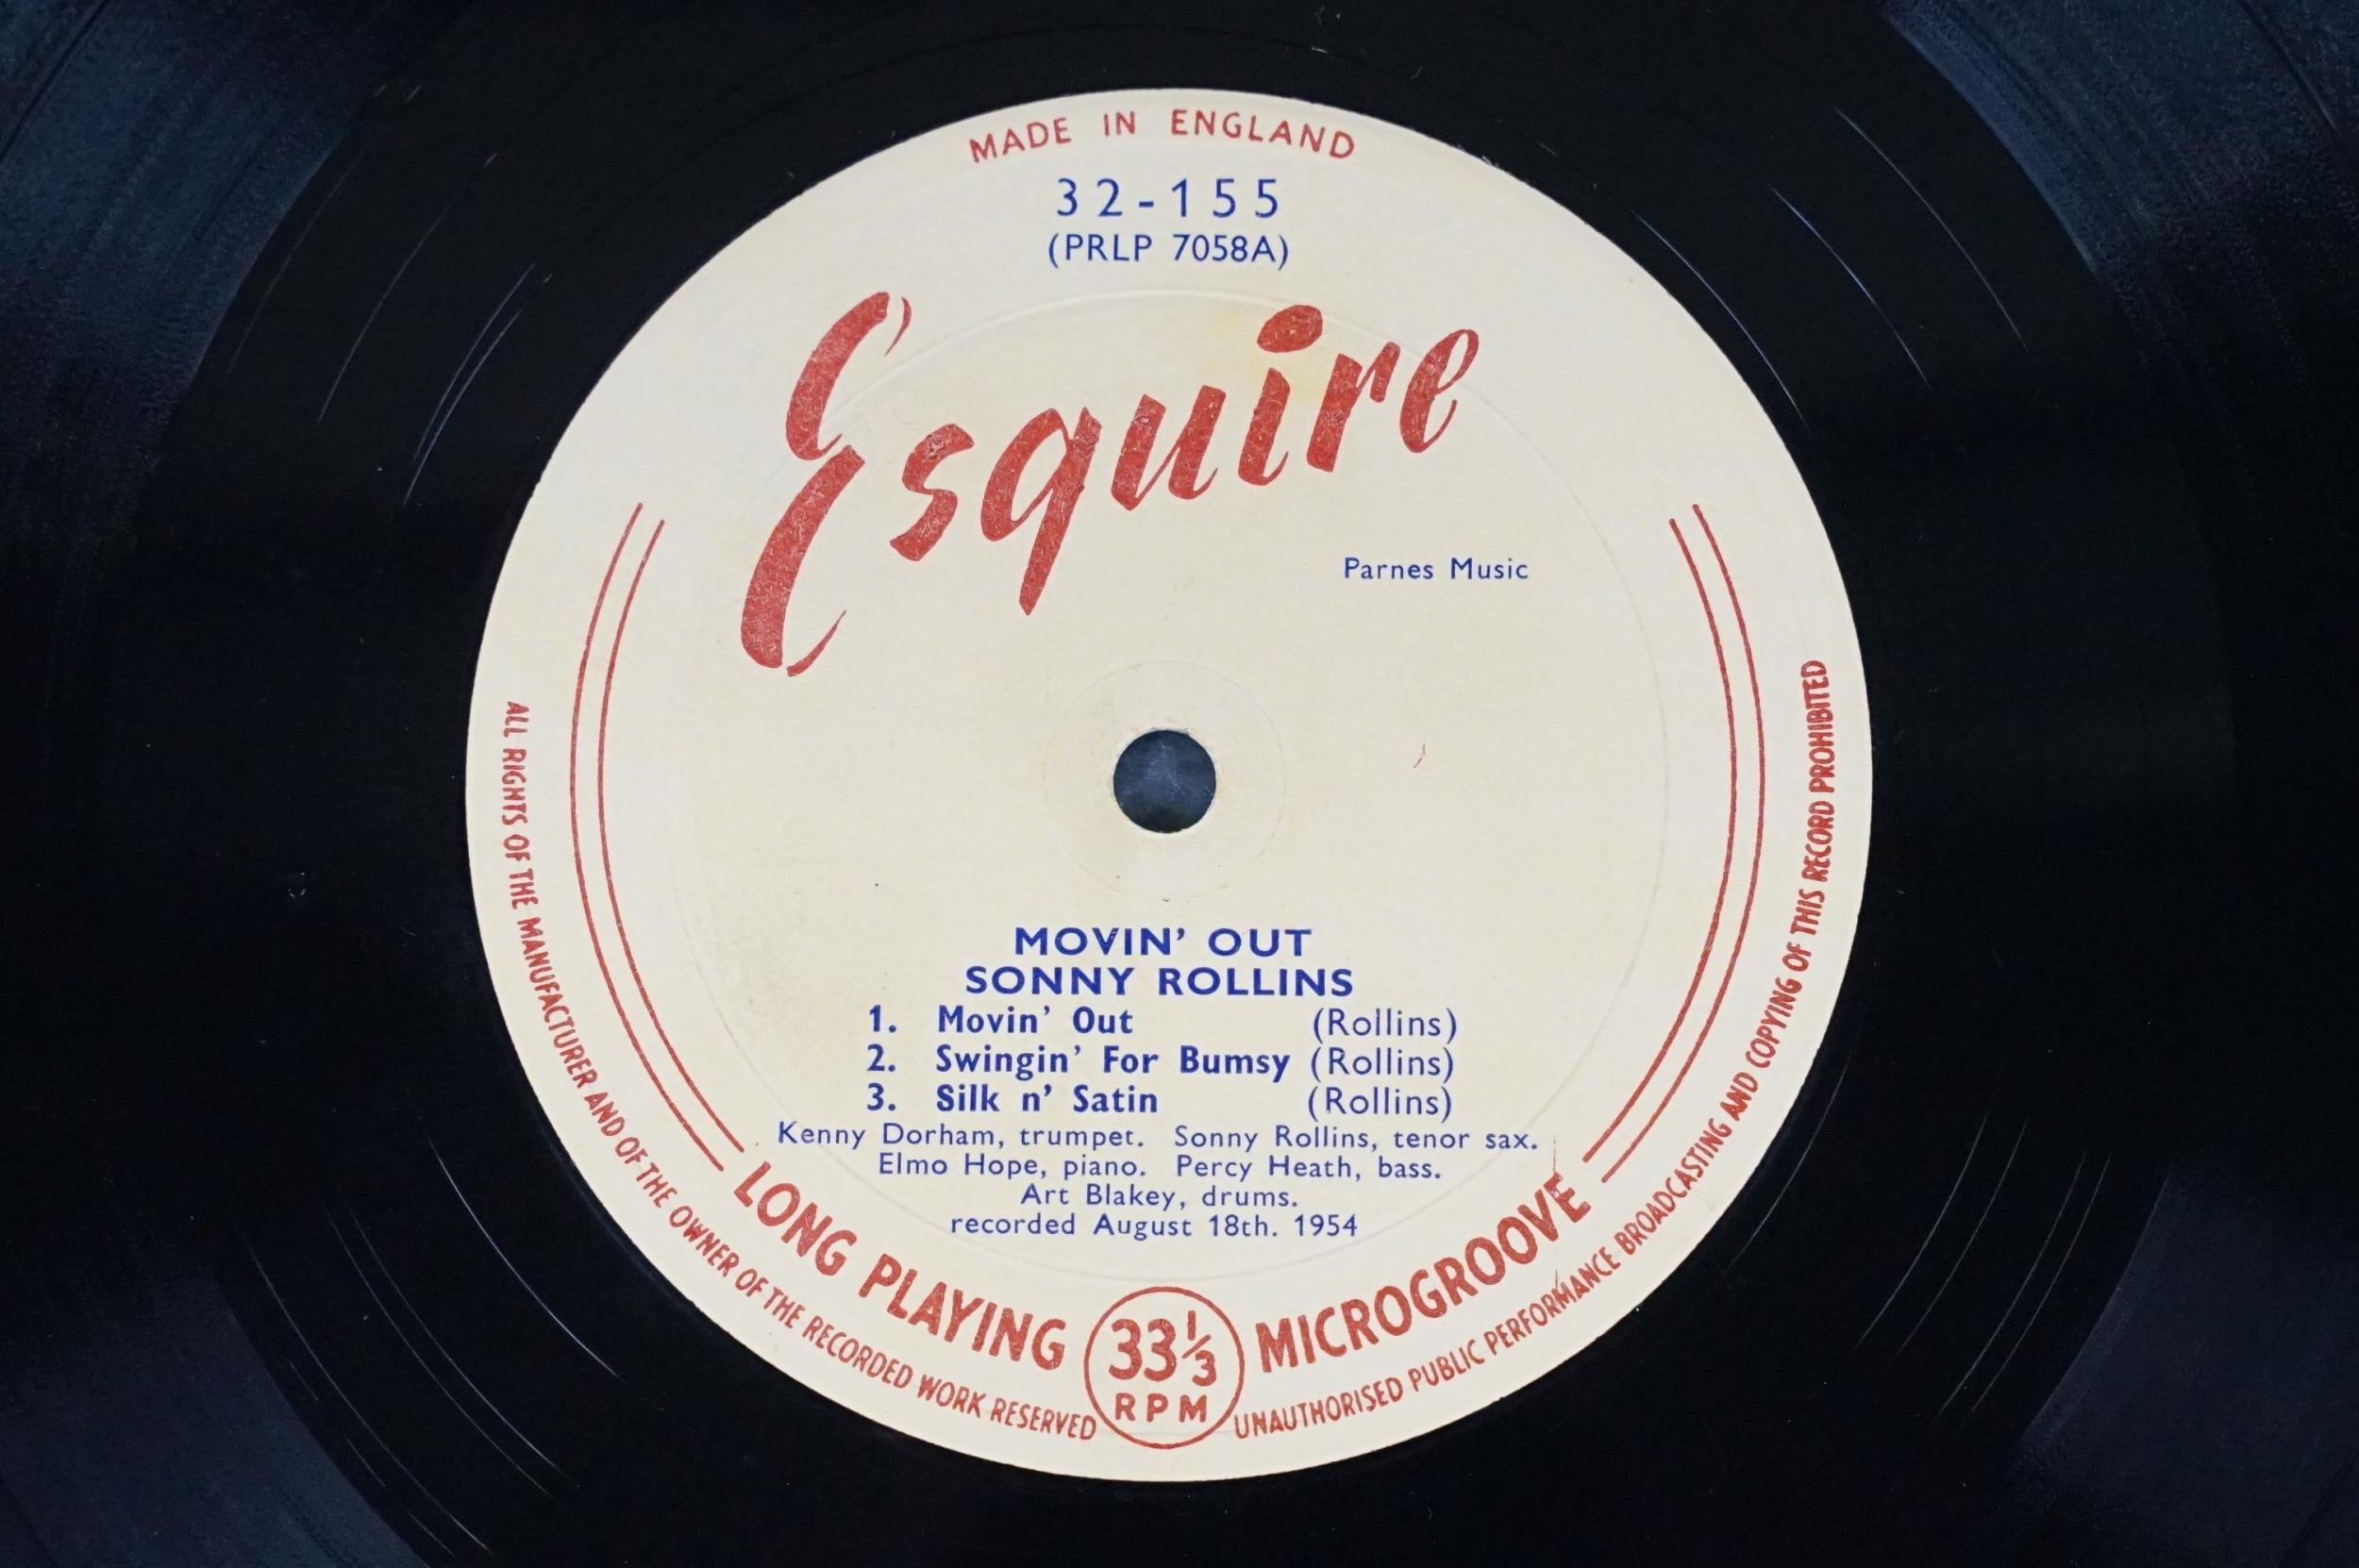 MADE IN ENGLAND
32-155
(PRLP 7058A)
Esquire
Parnes Music
MOVIN' OUT
SONNY ROLLINS
1. Movin' Out (Rollins)
2. Swingin' For Bumsy (Rollins)
3. Silk n' Satin (Rollins)
Kenny Dorham, trumpet. Sonny Rollins, tenor sax.
Elmo Hope, piano. Percy Heath, bass.
Art Blakey, drums.
recorded August 18th. 1954
LONG PLAYING 33⅓ RPM MICROGROOVE
ALL RIGHTS OF THE MANUFACTURER AND OF THE OWNER OF THE RECORDED WORK RESERVED
UNAUTHORISED PUBLIC PERFORMANCE BROADCASTING AND COPYING OF THIS RECORD PROHIBITED